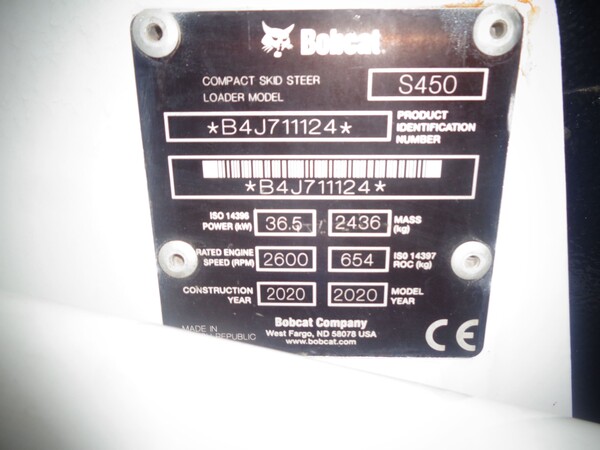 Bobcat
COMPACT SKID STEER
LOADER MODEL
S450
*B4J711124*
PRODUCT
IDENTIFICATION
NUMBER
*B4J711124*
ISO 14396
POWER (kW)
36.5
2436
MASS
(kg)
RATED ENGINE
SPEED (RPM)
2600
654
ISO 14397
ROC (kg)
CONSTRUCTION
YEAR
2020
2020
MODEL
YEAR
MADE IN
REPUBLIC
Bobcat Company
West Fargo, ND 58078 USA
www.bobcat.com
CE